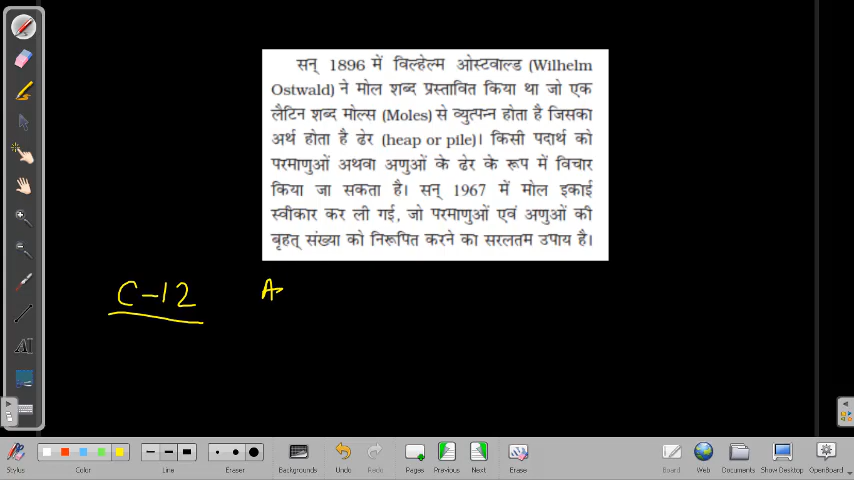 सन् 1896 में विल्हेल्म ओस्टवाल्ड (Wilhelm
Ostwald) ने मोल शब्द प्रस्तावित किया था जो एक
लैटिन शब्द मोल्स (Moles) से व्युत्पन्न होता है जिसका
अर्थ होता है ढेर (heap or pile)। किसी पदार्थ को
परमाणुओं अथवा अणुओं के ढेर के रूप में विचार
किया जा सकता है। सन् 1967 में मोल इकाई
स्वीकार कर ली गई, जो परमाणुओं एवं अणुओं की
बृहत् संख्या को निरूपित करने का सरलतम उपाय है।
C-12
Stylus
Color
Line
Eraser
Backgrounds
Undo
Redo
Pages
Previous
Next
Erase
Board
Web
Documents
Show Desktop
OpenBoard